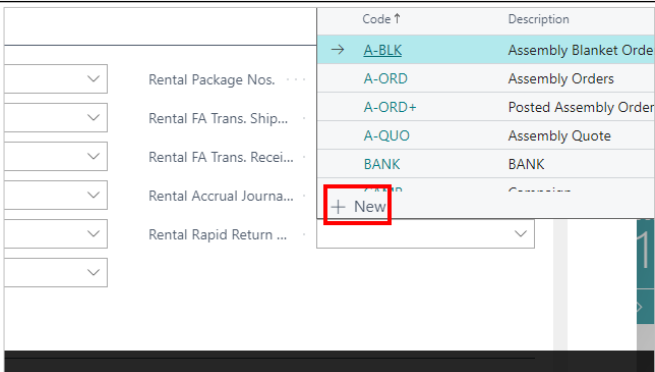 Code ↑ Description
→ A-BLK Assembly Blanket Orde
Rental Package Nos. A-ORD Assembly Orders
Rental FA Trans. Ship... A-ORD+ Posted Assembly Order
A-QUO Assembly Quote
Rental FA Trans. Recei... BANK BANK
Rental Accrual Journa...
+ New
Rental Rapid Return ...
1